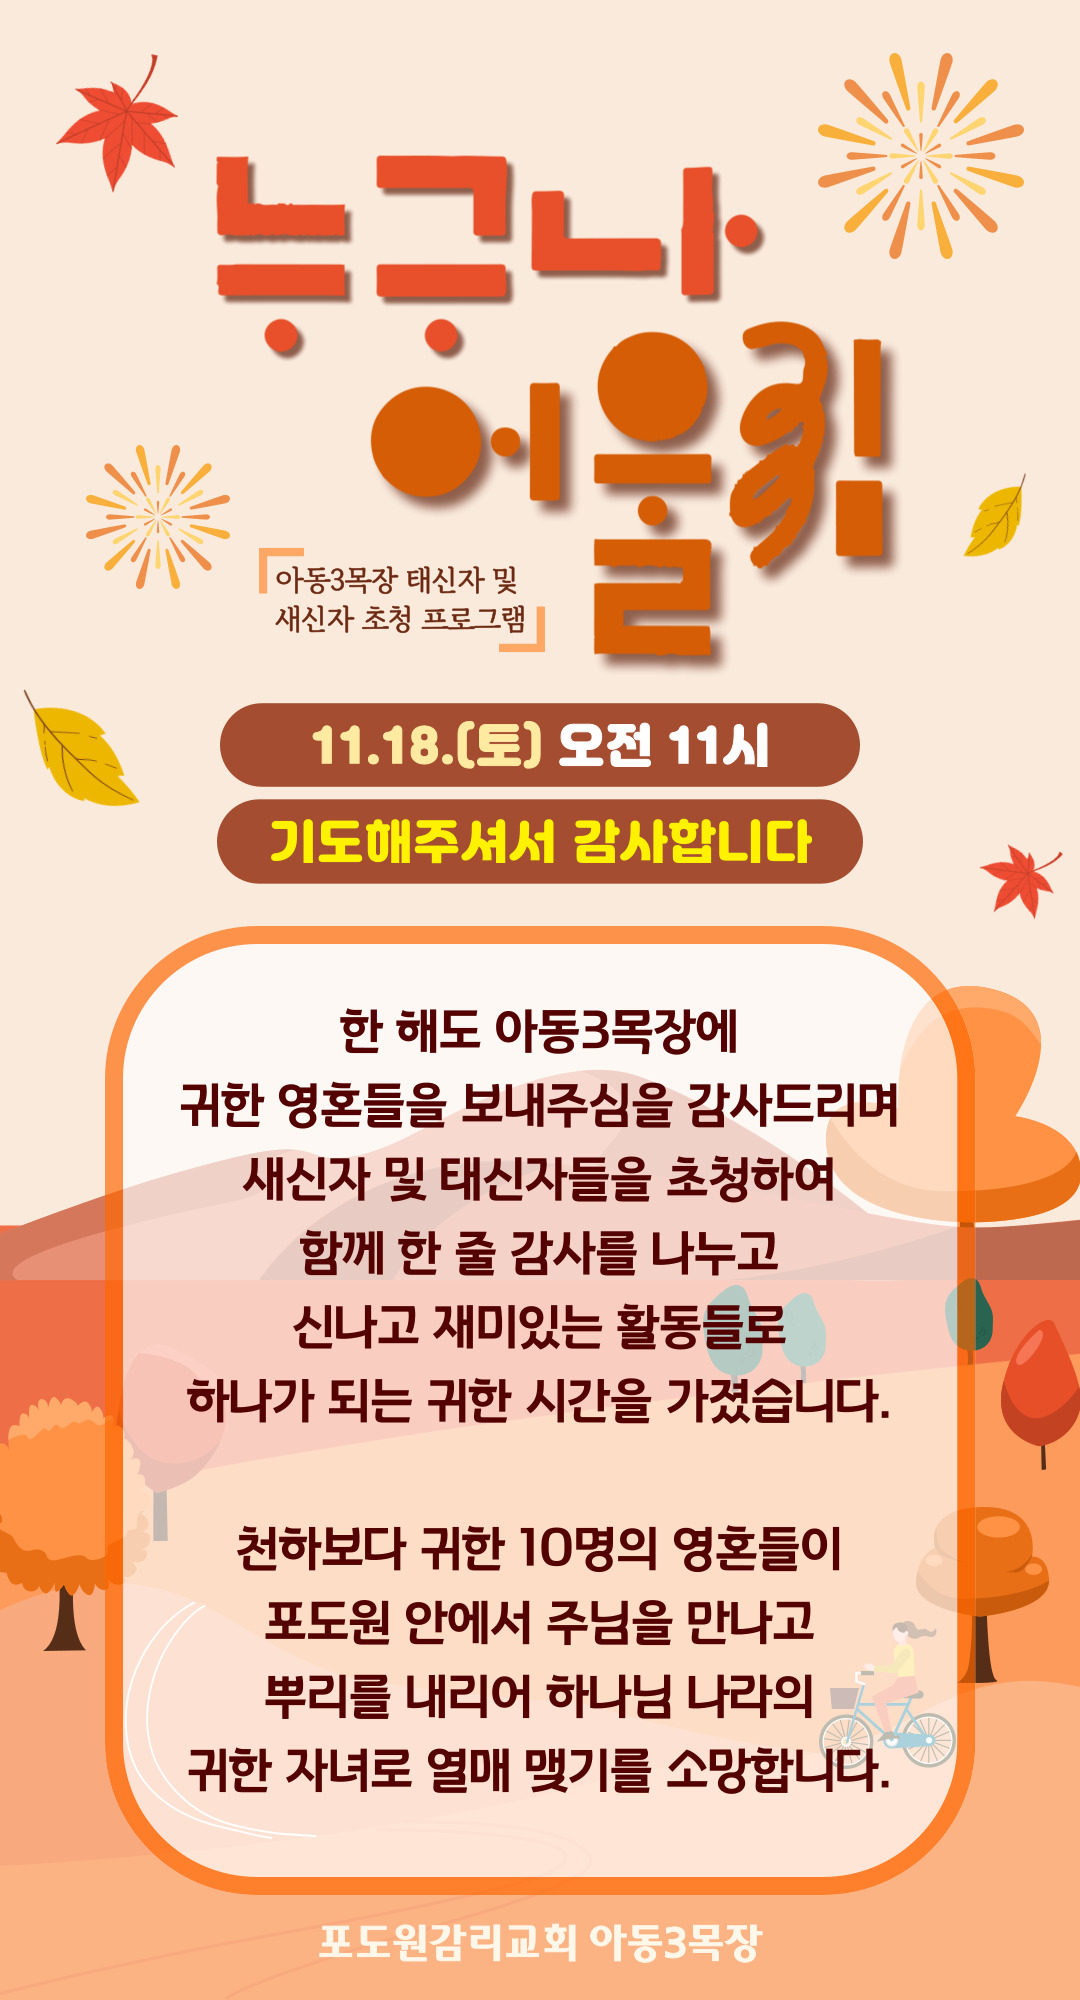 누구나
어울림
아동3목장 태신자 및
새신자 초청 프로그램
11.18.(토) 오전 11시
기도해주셔서 감사합니다
한 해도 아동3목장에
귀한 영혼들을 보내주심을 감사드리며
새신자 및 태신자들을 초청하여
함께 한 줄 감사를 나누고
신나고 재미있는 활동들로
하나가 되는 귀한 시간을 가졌습니다.
천하보다 귀한 10명의 영혼들이
포도원 안에서 주님을 만나고
뿌리를 내리어 하나님 나라의
귀한 자녀로 열매 맺기를 소망합니다.
포도원감리교회 아동3목장